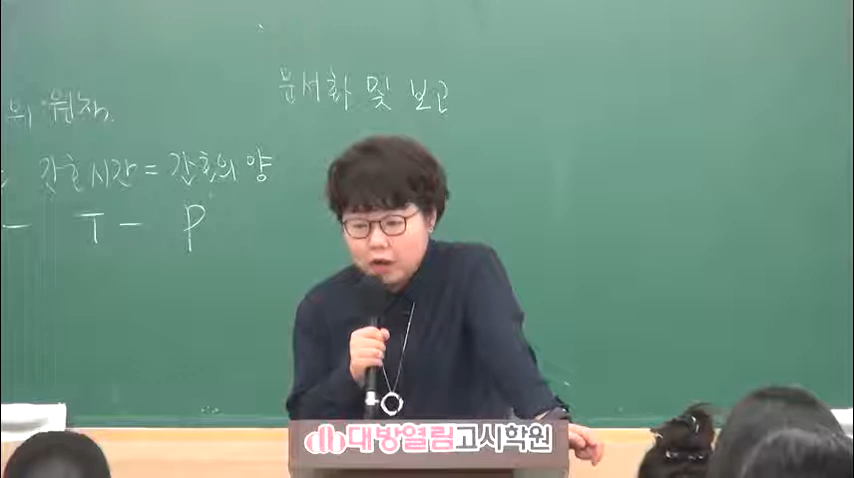 문서화 및 보고
의 원칙.
간호시간 = 간호의 양
- T - P
대방열림고시학원